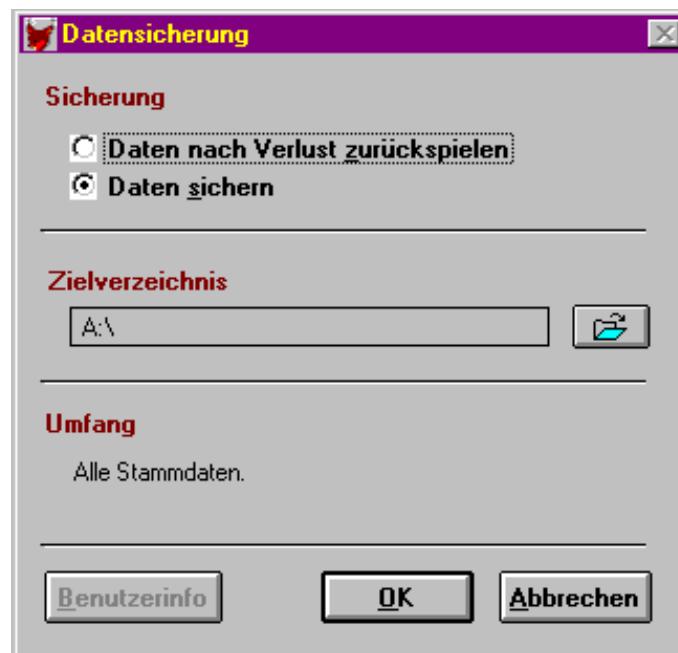 Datensicherung
Sicherung
Daten nach Verlust zurückspielen
Daten sichern
Zielverzeichnis
A:\
Umfang
Alle Stammdaten.
Benutzerinfo OK Abbrechen